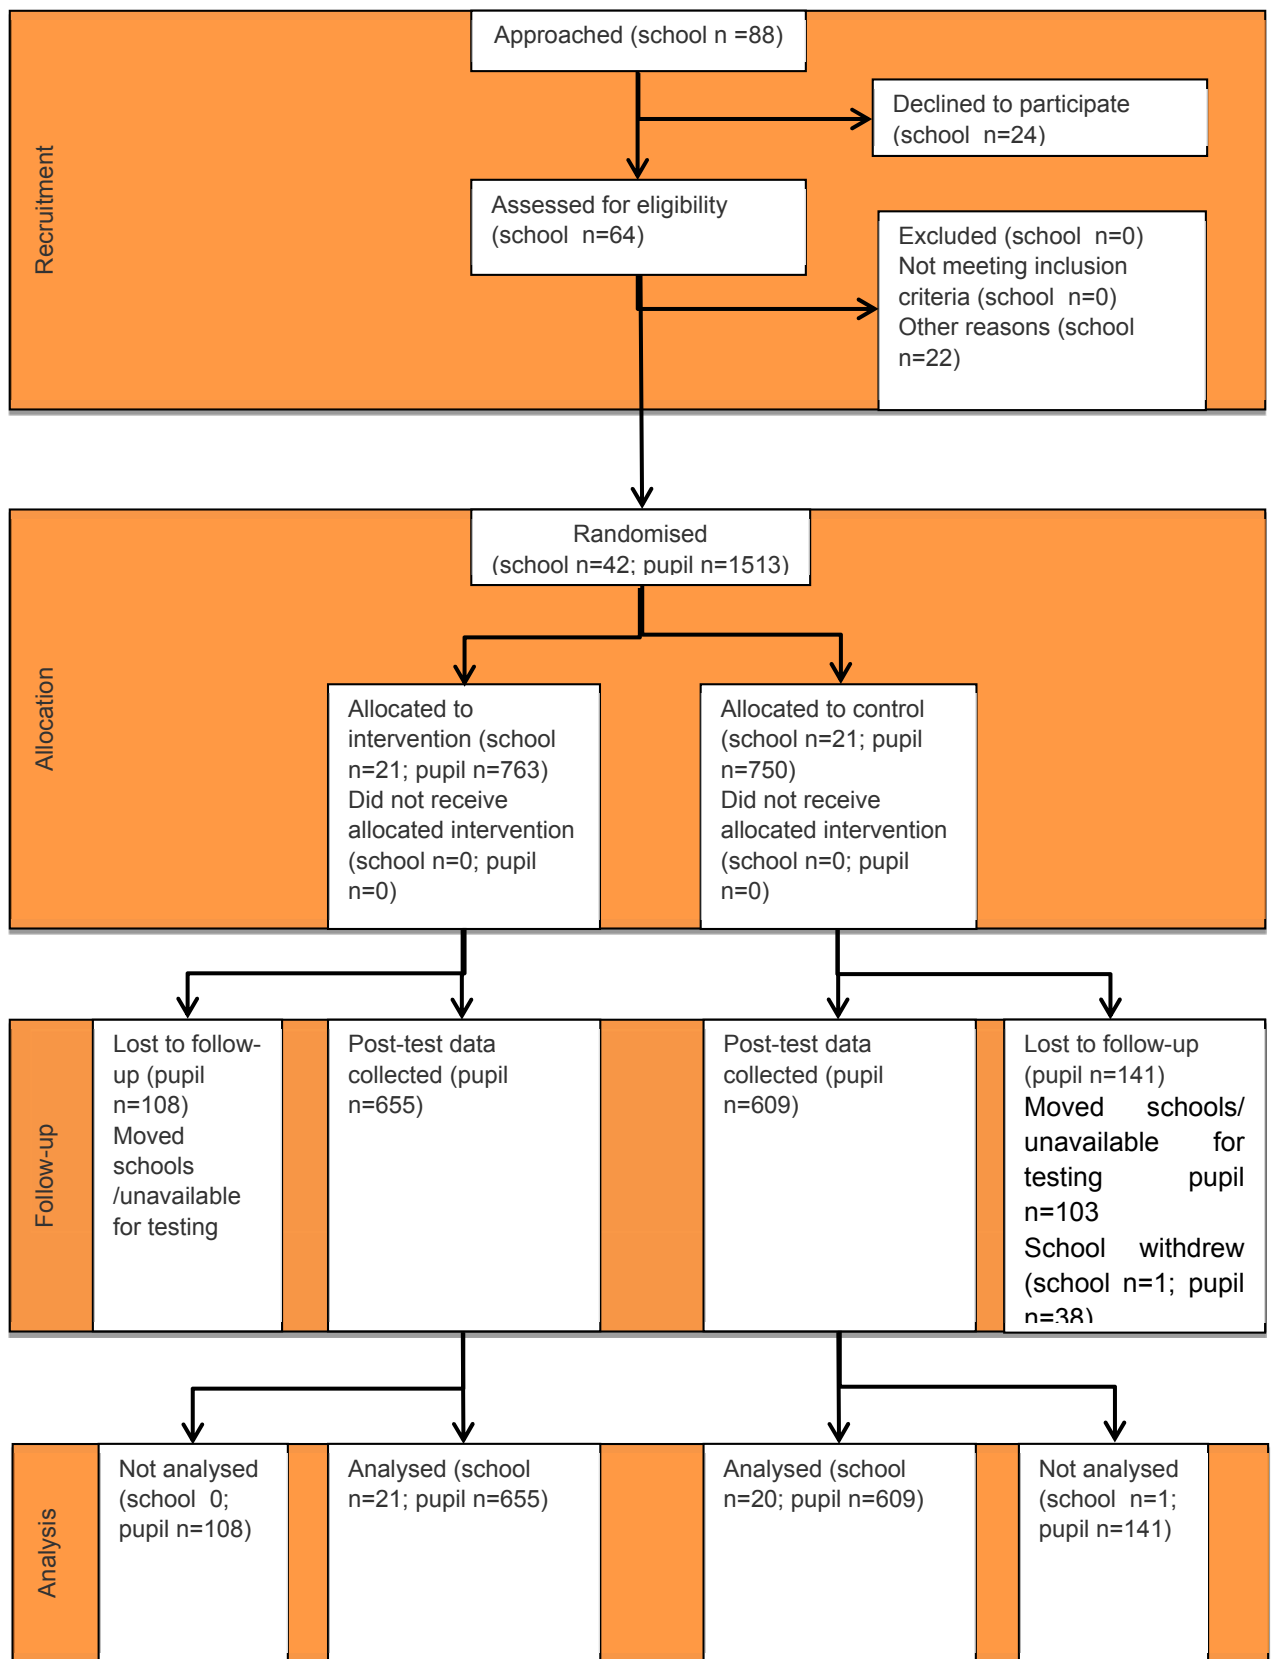 Recruitment
Approached (school n =88)
Declined to participate
(school  n=24)
Assessed for eligibility
(school  n=64)
Excluded (school  n=0)
Not meeting inclusion
criteria (school  n=0)
Other reasons (school
n=22)
Allocation
Randomised
(school n=42; pupil n=1513)
Allocated to
intervention (school
n=21; pupil n=763)
Did not receive
allocated intervention
(school n=0; pupil
n=0)
Allocated to control
(school n=21; pupil
n=750)
Did not receive
allocated intervention
(school n=0; pupil
n=0)
Follow-up
Lost to follow-
up (pupil
n=108)
Moved
schools
/unavailable
for testing
Post-test data
collected (pupil
n=655)
Post-test data
collected (pupil
n=609)
Lost to follow-up
(pupil n=141)
Moved schools/
unavailable for
testing pupil
n=103
School withdrew
(school n=1; pupil
n=38)
Analysis
Not analysed
(school  0;
pupil n=108)
Analysed (school
n=21; pupil n=655)
Analysed (school
n=20; pupil n=609)
Not analysed
(school n=1;
pupil n=141)